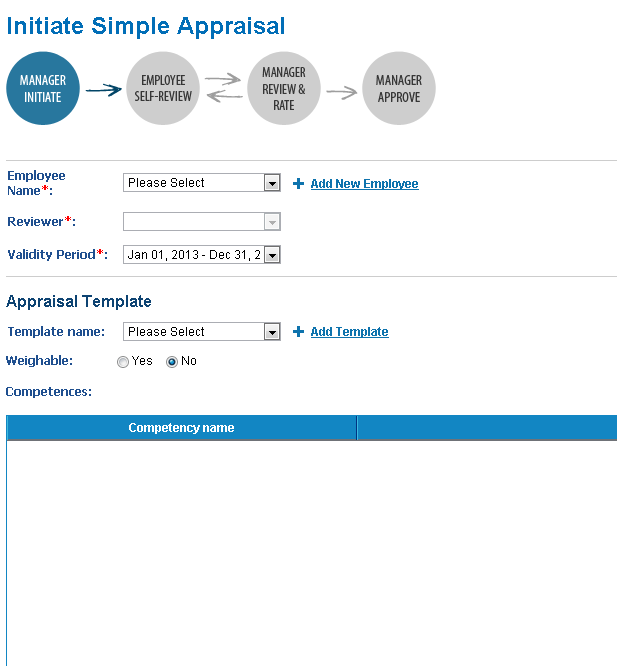 Initiate Simple Appraisal
MANAGER
INITIATE
EMPLOYEE
SELF-REVIEW
MANAGER
REVIEW &
RATE
MANAGER
APPROVE
Employee
Name*:
Please Select
Add New Employee
Reviewer*:
Validity Period*:
Jan 01, 2013 - Dec 31, 2
Appraisal Template
Template name:
Please Select
Add Template
Weighable:
Yes
No
Competences:
Competency name